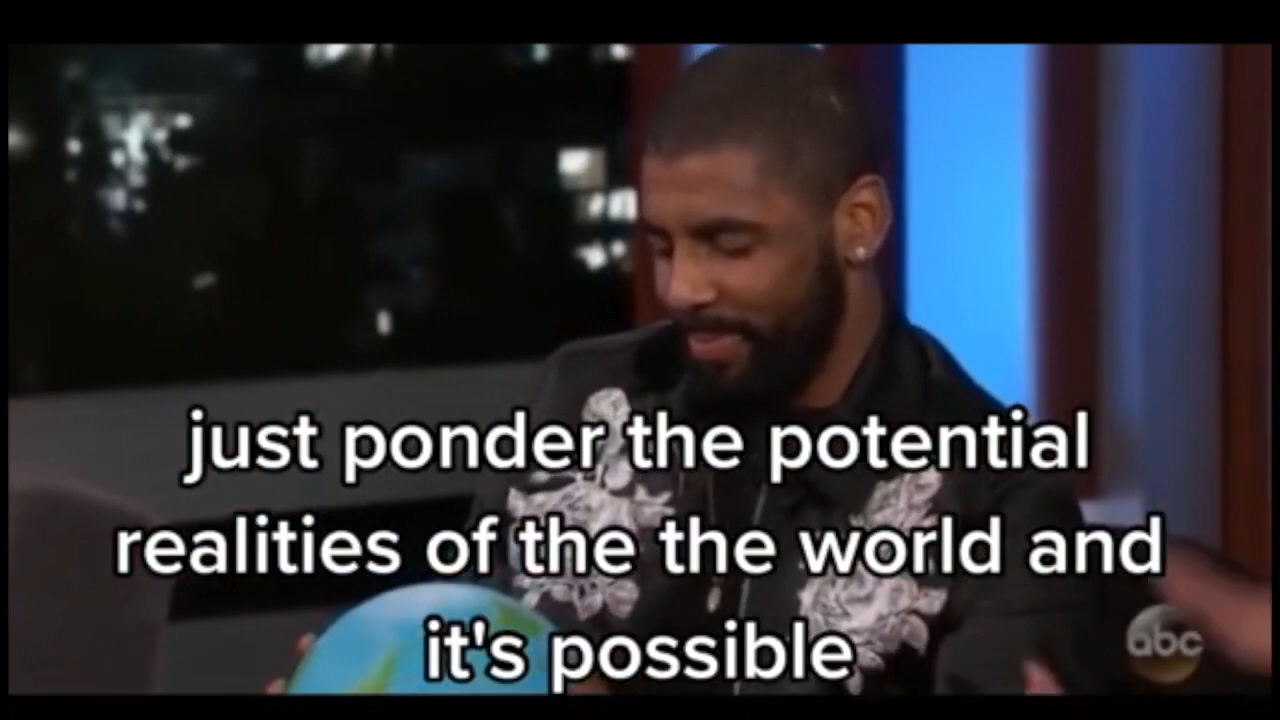 just ponder the potential
realities of the the world and
it's possible
abc